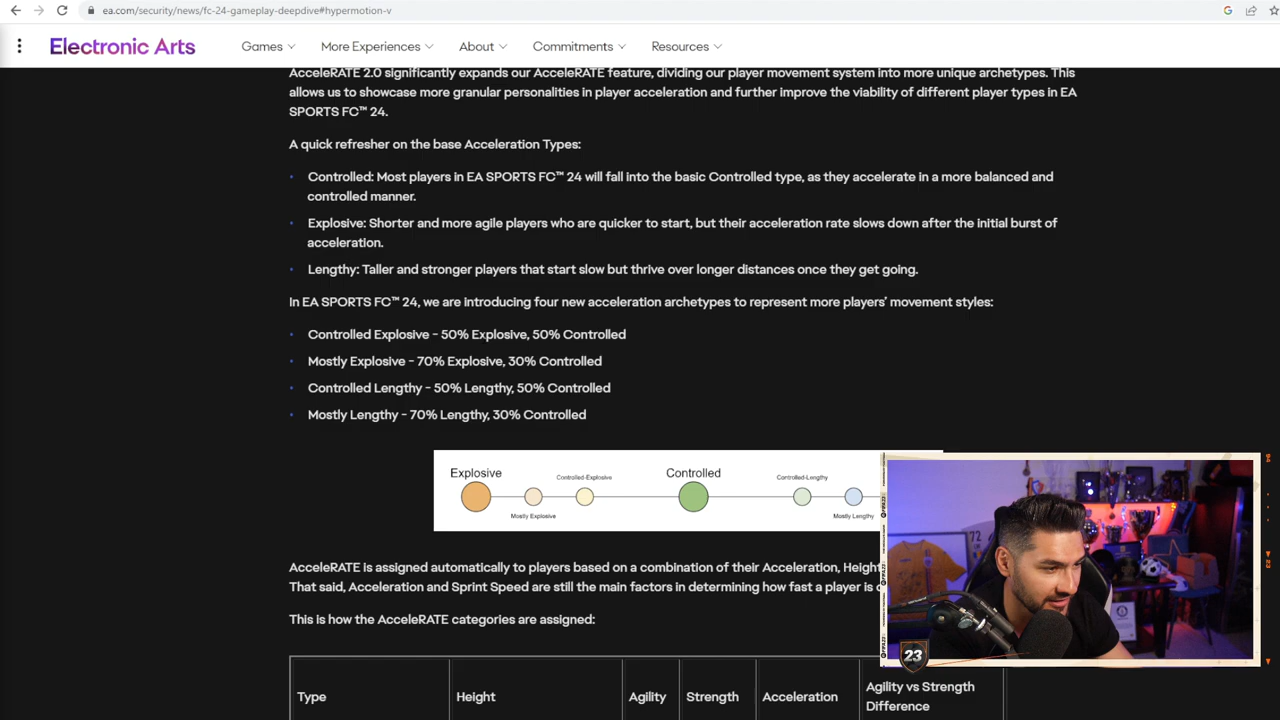 ea.com/security/news/fc-24-gameplay-deepdive#hypermotion-v
Electronic Arts
Games
More Experiences
About
Commitments
Resources
AcceleRATE 2.0 significantly expands our AcceleRATE feature, dividing our player movement system into more unique archetypes. This
allows us to showcase more granular personalities in player acceleration and further improve the viability of different player types in EA
SPORTS FC™ 24.
A quick refresher on the base Acceleration Types:
Controlled: Most players in EA SPORTS FC™ 24 will fall into the basic Controlled type, as they accelerate in a more balanced and
controlled manner.
Explosive: Shorter and more agile players who are quicker to start, but their acceleration rate slows down after the initial burst of
acceleration.
Lengthy: Taller and stronger players that start slow but thrive over longer distances once they get going.
In EA SPORTS FC™ 24, we are introducing four new acceleration archetypes to represent more players' movement styles:
Controlled Explosive - 50% Explosive, 50% Controlled
Mostly Explosive - 70% Explosive, 30% Controlled
Controlled Lengthy - 50% Lengthy, 50% Controlled
Mostly Lengthy - 70% Lengthy, 30% Controlled
Explosive
Controlled-Explosive
Controlled
Controlled-Lengthy
Mostly Explosive
Mostly Lengthy
AcceleRATE is assigned automatically to players based on a combination of their Acceleration, Height
That said, Acceleration and Sprint Speed are still the main factors in determining how fast a player is
This is how the AcceleRATE categories are assigned:
Type
Height
Agility
Strength
Acceleration
Agility vs Strength
Difference
23